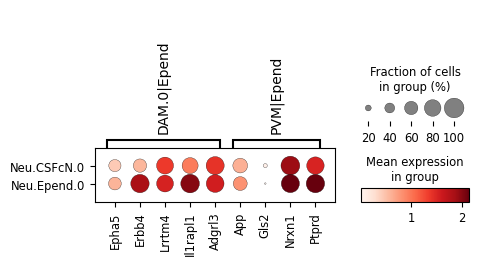 DAM.0|Epend
PVM|Epend
Fraction of cells
in group (%)
20 40 60 80 100
Mean expression
in group
1 2
Neu.CSFcN.0
Neu.Epend.0
Epha5
Erbb4
Lrrtm4
Il1rapl1
Adgrl3
App
Gls2
Nrxn1
Ptprd